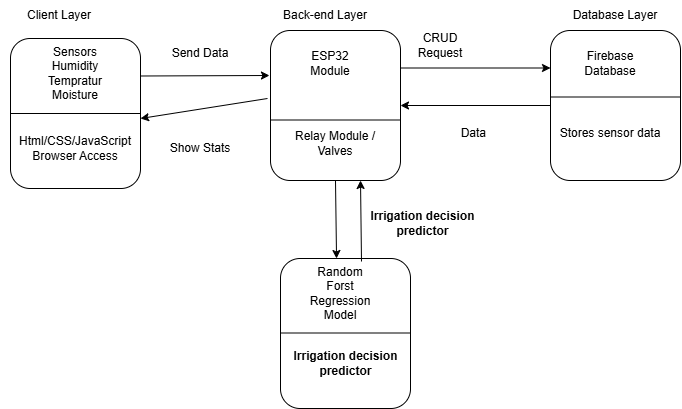 Client Layer
Back-end Layer
Database Layer
Sensors
Humidity
Tempratur
Moisture
Html/CSS/JavaScript
Browser Access
Send Data
Show Stats
ESP32
Module
Relay Module /
Valves
CRUD
Request
Data
Firebase
Database
Stores sensor data
Irrigation decision
predictor
Random
Forst
Regression
Model
Irrigation decision
predictor